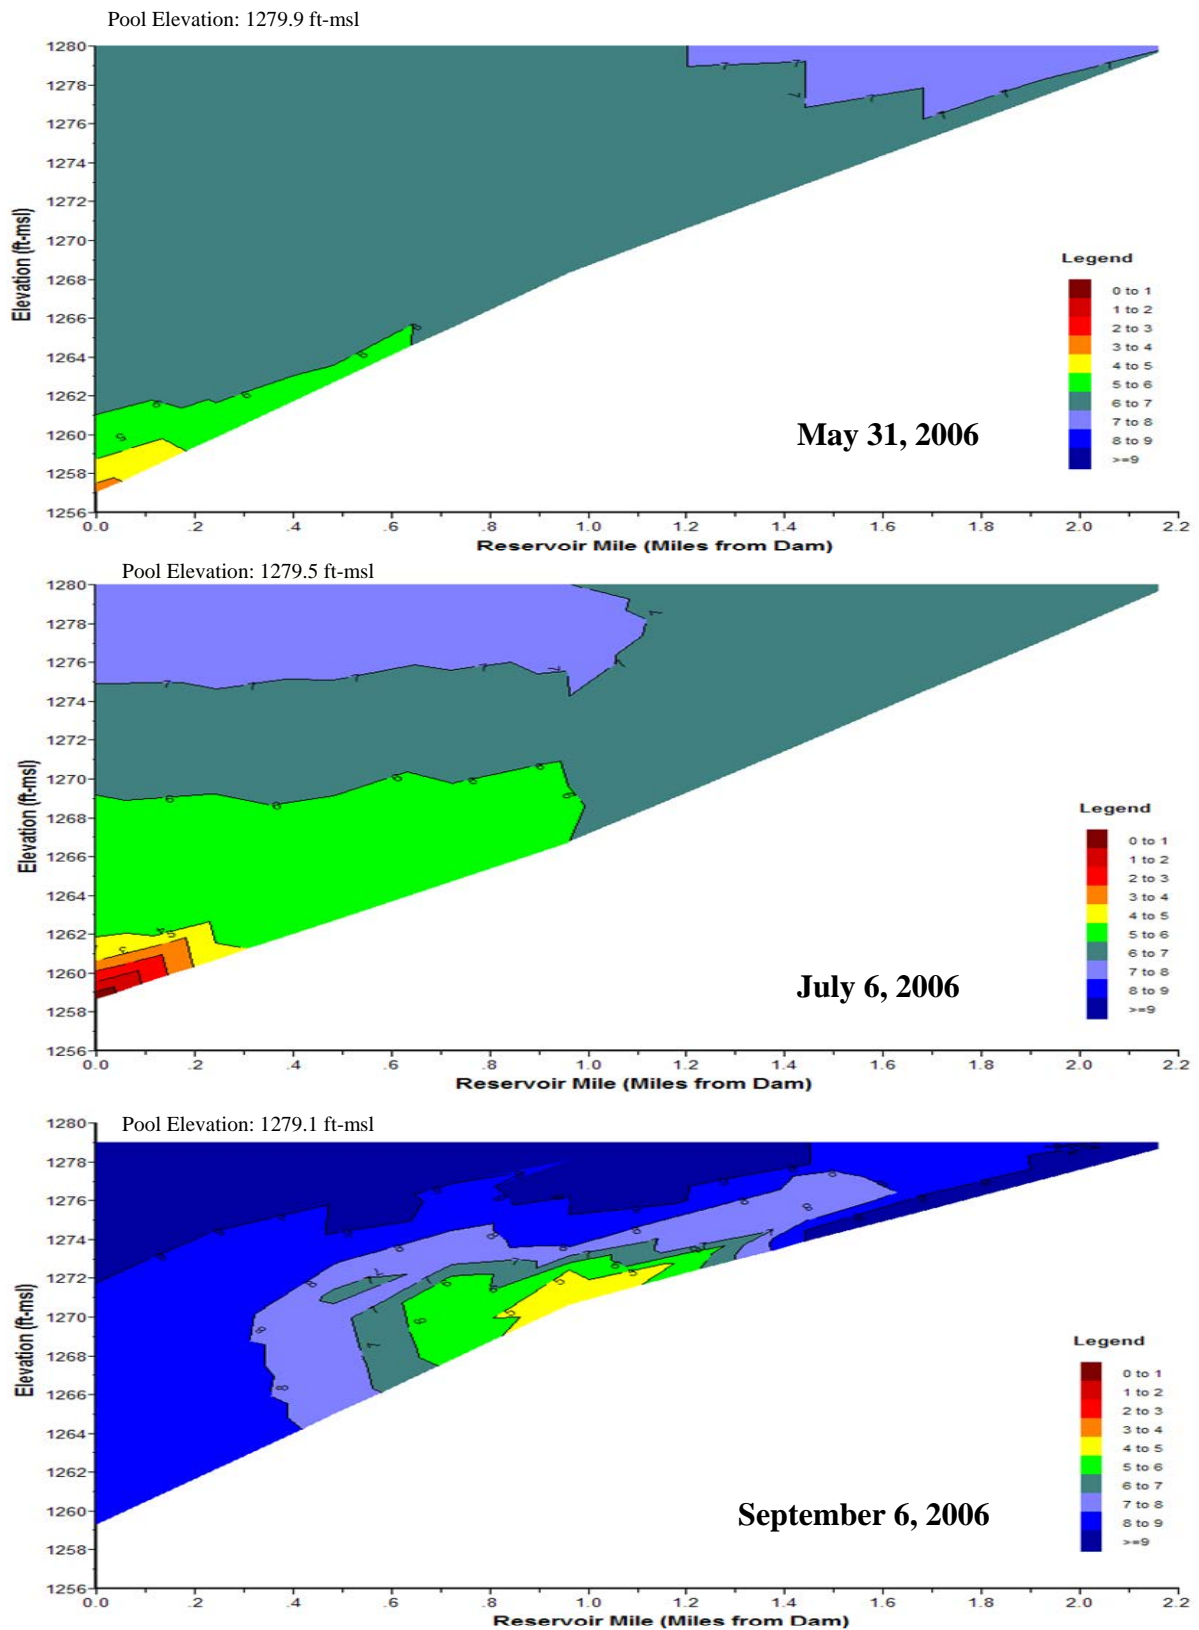 Pool Elevation: 1279.9 ft-msl
1280
1278
1276
1274
1272
1270
1268
1266
1264
1262
1260
1258
1256
Elevation (ft-msl)
0.0 .2 .4 .6 .8 1.0 1.2 1.4 1.6 1.8 2.0 2.2
Reservoir Mile (Miles from Dam)
Legend
0 to 1
1 to 2
2 to 3
3 to 4
4 to 5
5 to 6
6 to 7
7 to 8
8 to 9
>=9
May 31, 2006
Pool Elevation: 1279.5 ft-msl
1280
1278
1276
1274
1272
1270
1268
1266
1264
1262
1260
1258
1256
Elevation (ft-msl)
0.0 .2 .4 .6 .8 1.0 1.2 1.4 1.6 1.8 2.0 2.2
Reservoir Mile (Miles from Dam)
Legend
0 to 1
1 to 2
2 to 3
3 to 4
4 to 5
5 to 6
6 to 7
7 to 8
8 to 9
>=9
July 6, 2006
Pool Elevation: 1279.1 ft-msl
1280
1278
1276
1274
1272
1270
1268
1266
1264
1262
1260
1258
1256
Elevation (ft-msl)
0.0 .2 .4 .6 .8 1.0 1.2 1.4 1.6 1.8 2.0 2.2
Reservoir Mile (Miles from Dam)
Legend
0 to 1
1 to 2
2 to 3
3 to 4
4 to 5
5 to 6
6 to 7
7 to 8
8 to 9
>=9
September 6, 2006